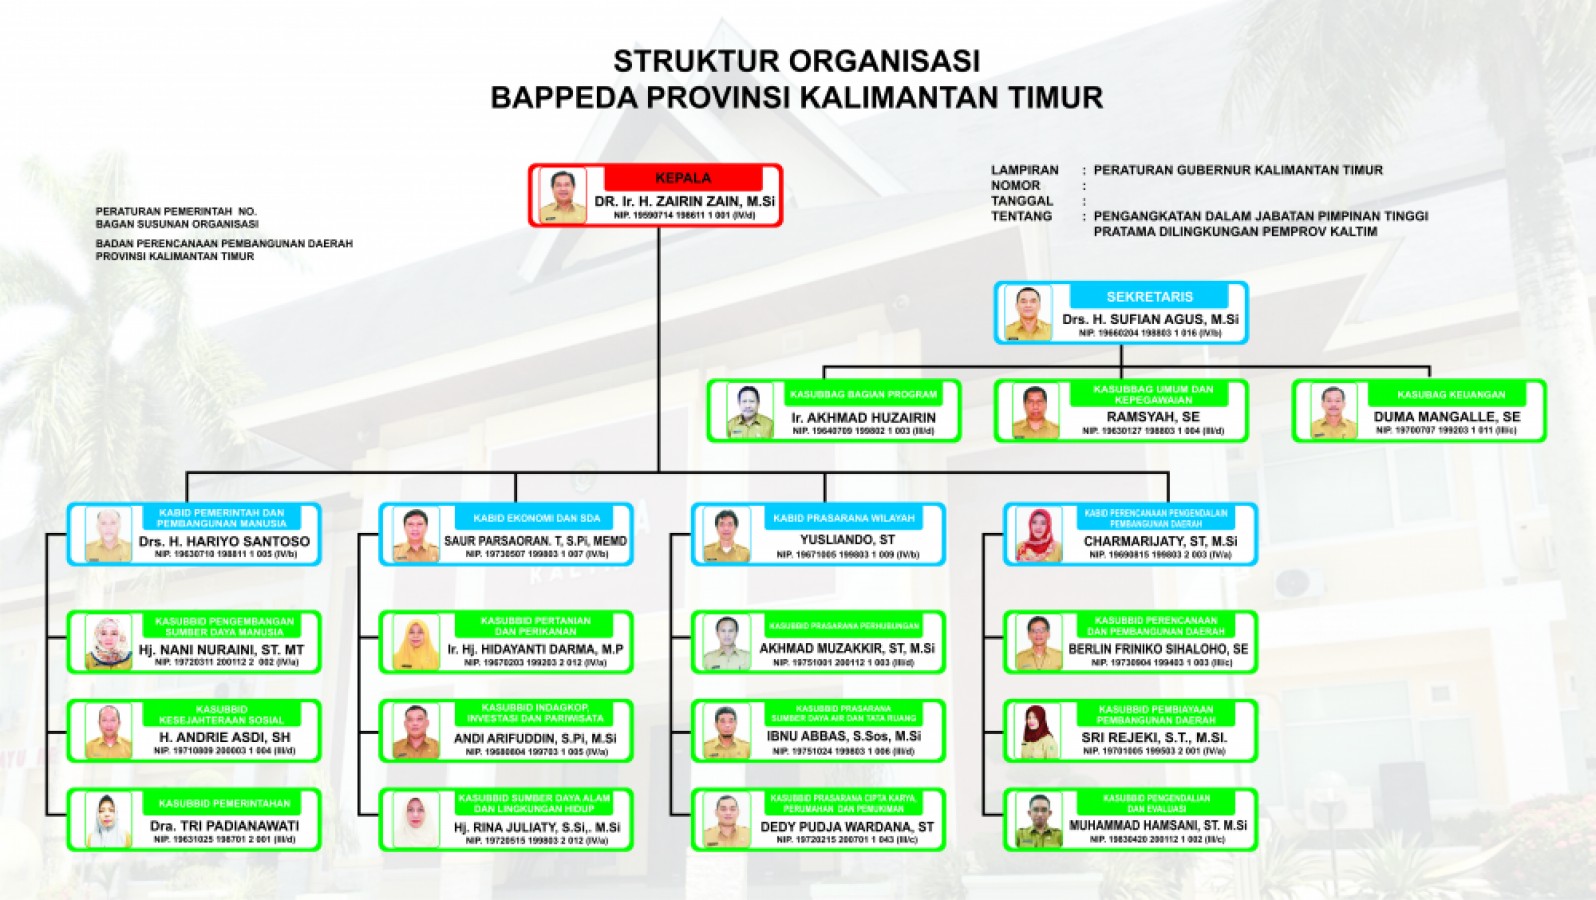 STRUKTUR ORGANISASI
BAPPEDA PROVINSI KALIMANTAN TIMUR
KEPALA
DR. Ir. H. ZAIRIN ZAIN, M.Si
NIP. 19590714 198611 1 001 (IV/d)
PERATURAN PEMERINTAH NO.
BAGAN SUSUNAN ORGANISASI
BADAN PERENCANAAN PEMBANGUNAN DAERAH
PROVINSI KALIMANTAN TIMUR
LAMPIRAN : PERATURAN GUBERNUR KALIMANTAN TIMUR
NOMOR :
TANGGAL :
TENTANG : PENGANGKATAN DALAM JABATAN PIMPINAN TINGGI
PRATAMA DILINGKUNGAN PEMPROV KALTIM
SEKRETARIS
Drs. H. SUFIAN AGUS, M.Si
NIP. 19660204 198803 1 016 (IV/b)
KASUBBAG BAGIAN PROGRAM
Ir. AKHMAD HUZAIRIN
NIP. 19640709 199802 1 003 (III/d)
KASUBBAG UMUM DAN
KEPEGAWAIAN
RAMSYAH, SE
NIP. 19630127 198803 1 004 (III/d)
KASUBAG KEUANGAN
DUMA MANGALLE, SE
NIP. 19700707 199203 1 011 (III/c)
KABID PEMERINTAH DAN
PEMBANGUNAN MANUSIA
Drs. H. HARIYO SANTOSO
NIP. 19630710 198811 1 005 (IV/b)
KABID EKONOMI DAN SDA
SAUR PARSAORAN. T, S.Pi, MEMD
NIP. 19730507 199803 1 007 (IV/b)
KABID PRASARANA WILAYAH
YUSLIANDO, ST
NIP. 19671005 199803 1 009 (IV/b)
KABID PERENCANAAN PENGENDALAIN
PEMBANGUNAN DAERAH
CHARMARIJATY, ST, M.Si
NIP. 19690815 199803 2 003 (IV/a)
KASUBBID PENGEMBANGAN
SUMBER DAYA MANUSIA
Hj. NANI NURAINI, ST. MT
NIP. 19720311 200112 2 002 (IV/a)
KASUBBID PERTANIAN
DAN PERIKANAN
Ir. Hj. HIDAYANTI DARMA, M.P
NIP. 19670203 199203 2 012 (IV/a)
KASUBBID PRASARANA PERHUBUNGAN
AKHMAD MUZAKKIR, ST, M.Si
NIP. 19751001 200112 1 003 (III/d)
KASUBBID PERENCANAAN
DAN PEMBANGUNAN DAERAH
BERLIN FRINIKO SIHALOHO, SE
NIP. 19730904 199403 1 003 (III/c)
KASUBBID
KESEJAHTERAAN SOSIAL
H. ANDRIE ASDI, SH
NIP. 19710809 200003 1 004 (III/d)
KASUBBID INDAGKOP,
INVESTASI DAN PARIWISATA
ANDI ARIFUDDIN, S.Pi, M.Si
NIP. 19680604 199703 1 005 (IV/a)
KASUBBID PRASARANA
SUMBER DAYA AIR DAN TATA RUANG
IBNU ABBAS, S.Sos, M.Si
NIP. 19751024 199803 1 006 (III/d)
KASUBBID PEMBIAYAAN
PEMBANGUNAN DAERAH
SRI REJEKI, S.T., M.SI.
NIP. 19701005 199503 2 001 (IV/a)
KASUBBID PEMERINTAHAN
Dra. TRI PADIANAWATI
NIP. 19631025 198701 2 001 (III/d)
KASUBBID SUMBER DAYA ALAM
DAN LINGKUNGAN HIDUP
Hj. RINA JULIATY, S.Si,. M.Si
NIP. 19720515 199803 2 012 (IV/a)
KASUBBID PRASARANA CIPTA KARYA,
PERUMAHAN DAN PEMUKIMAN
DEDY PUDJA WARDANA, ST
NIP. 19720215 200701 1 043 (III/c)
KASUBBID PENGENDALIAN
DAN EVALUASI
MUHAMMAD HAMSANI, ST. M.Si
NIP. 19830420 200112 1 002 (III/c)